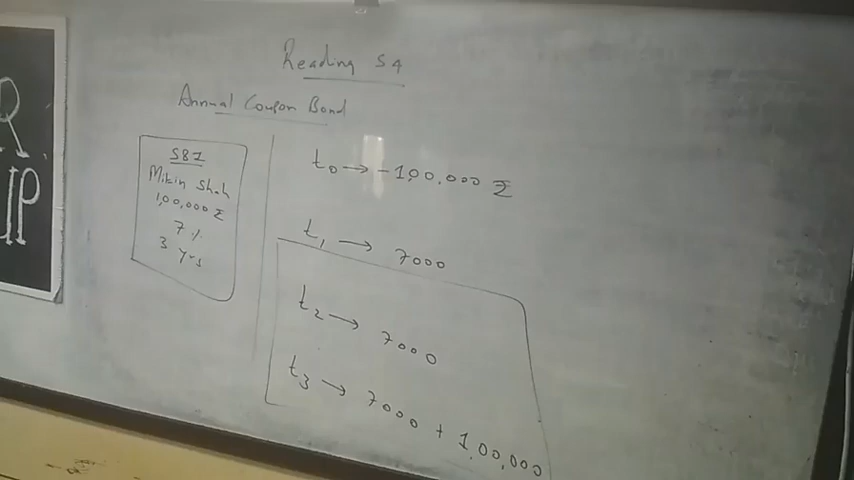 Reading 54
Annual Coupon Bond
SBI
Mitin Shah
1,00,000 ₹
7 %
3 Yrs
t₀ → -1,00,000 ₹
t₁ → 7000
t₂ → 7000
t₃ → 7000 + 1,00,000
R
IP